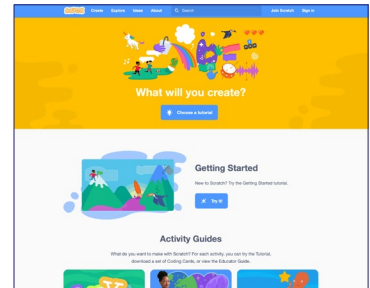 SCRATCH Create Explore Ideas About Search Join Scratch Sign in
What will you create?
Choose a tutorial
Getting Started
New to Scratch? Try the Getting Started tutorial.
Try it!
Activity Guides
What do you want to make with Scratch? For each activity, you can try the Tutorial,
download a set of Coding Cards, or view the Educator Guide.